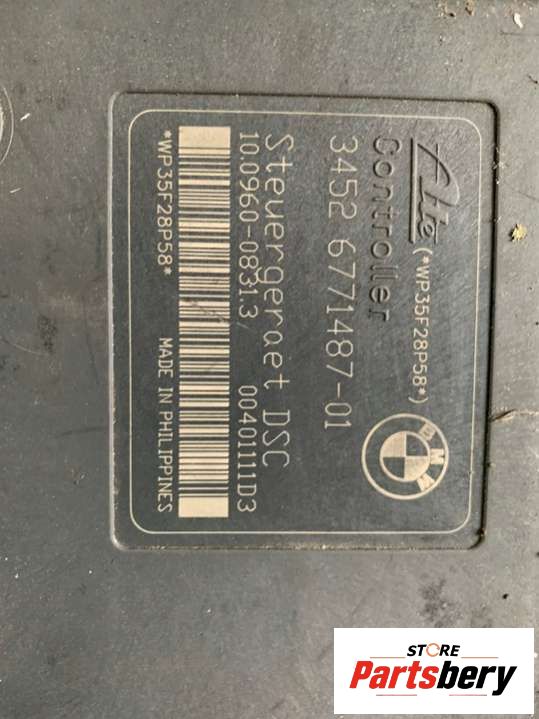 Ate (*WP35F28P58*)
Controller
3452 6771487-01
BMW
Steuergeraet DSC
10.0960-0831.3 00401111D3
*WP35F28P58* MADE IN PHILIPPINES
STORE
Partsbery